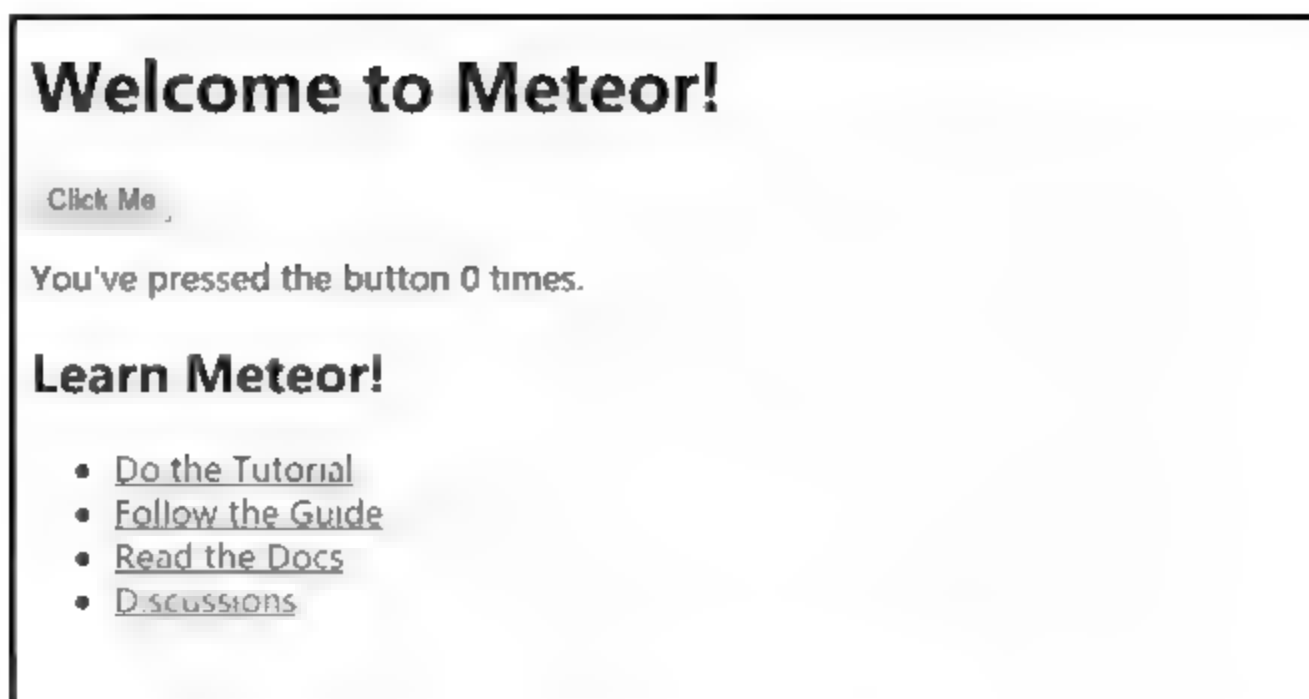 Welcome to Meteor!
Click Me
You've pressed the button 0 times.
Learn Meteor!
Do the Tutorial
Follow the Guide
Read the Docs
Discussions